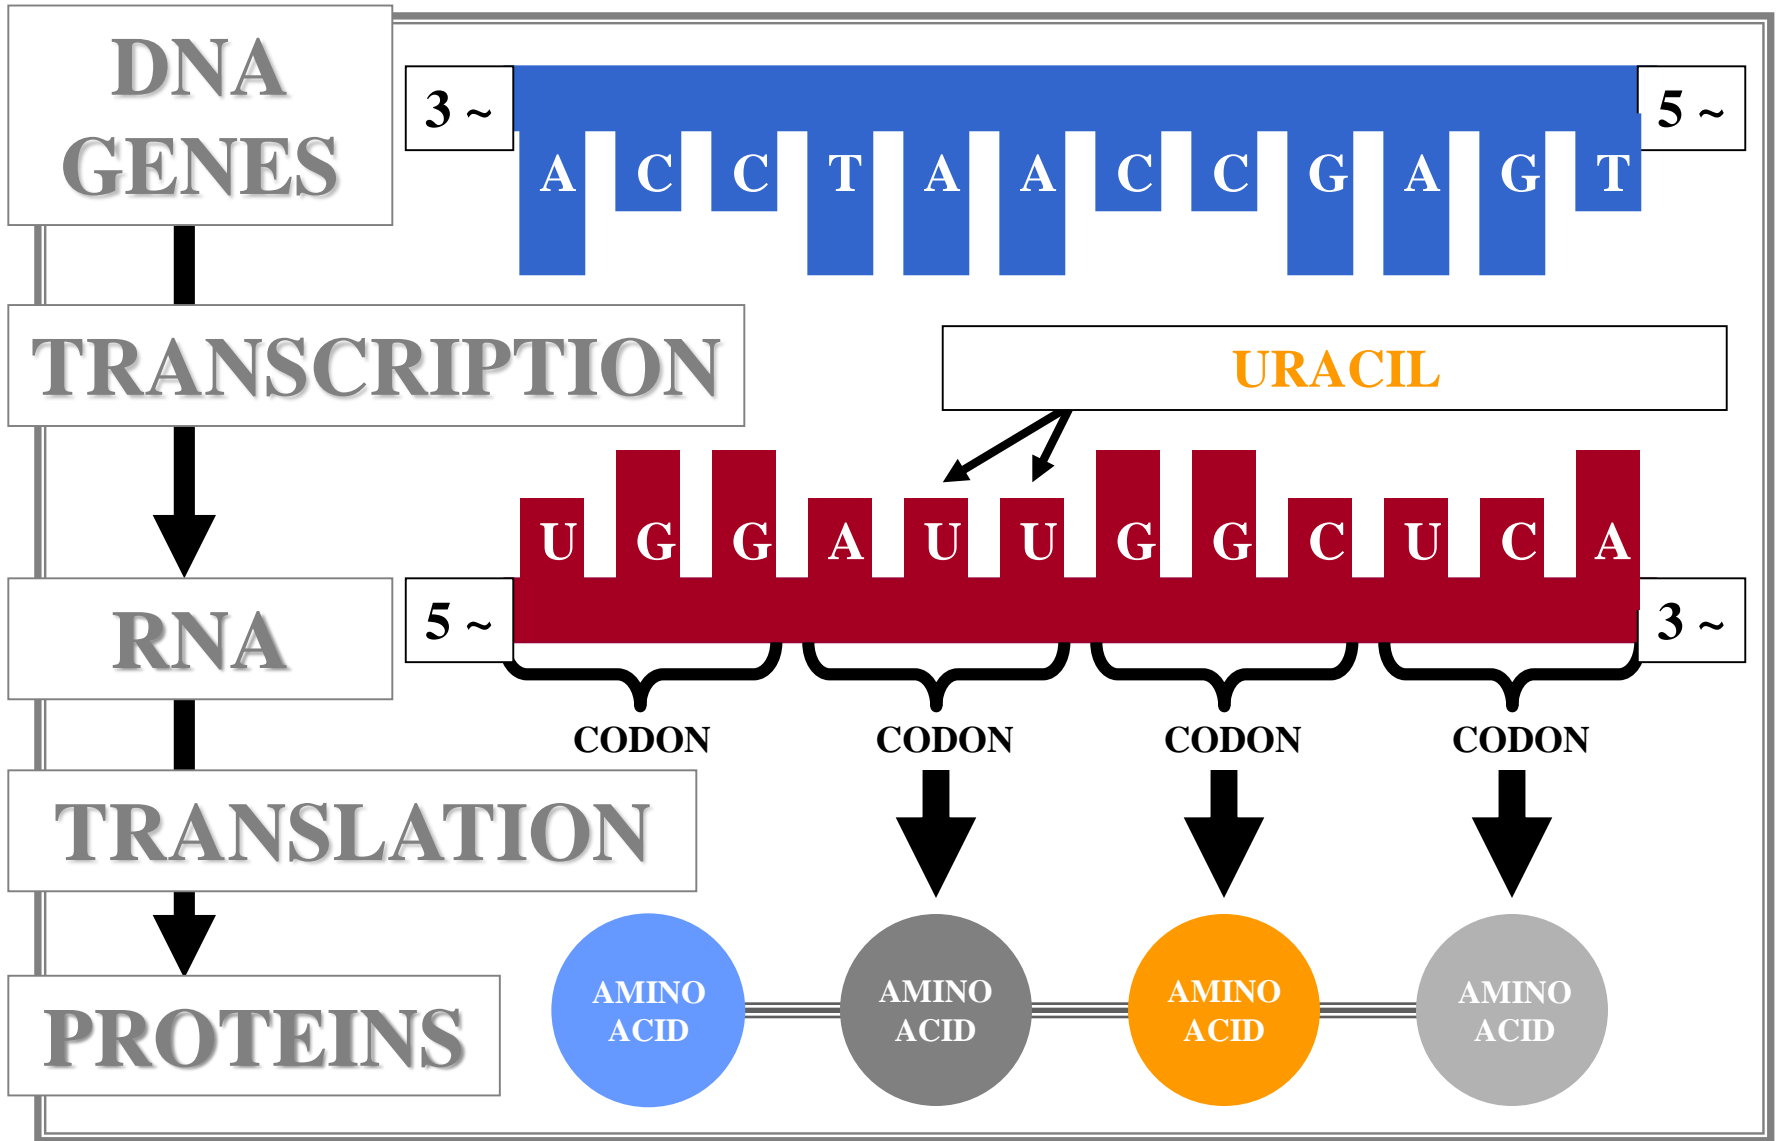 DNA
GENES
3 ~
5 ~
A C C T A A C C G A G T
TRANSCRIPTION
URACIL
U G G A U U G G C U C A
RNA
5 ~
3 ~
CODON CODON CODON CODON
TRANSLATION
PROTEINS
AMINO
ACID
AMINO
ACID
AMINO
ACID
AMINO
ACID